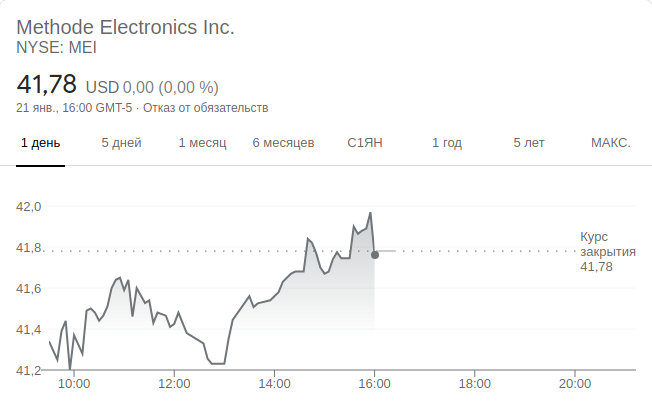 Methode Electronics Inc.
NYSE: MEI
41,78 USD 0,00 (0,00 %)
21 янв., 16:00 GMT-5 · Отказ от обязательств
1 день 5 дней 1 месяц 6 месяцев С1ЯН 1 год 5 лет МАКС.
42,0
41,8
41,6
41,4
41,2
Курс
закрытия
41,78
10:00 12:00 14:00 16:00 18:00 20:00